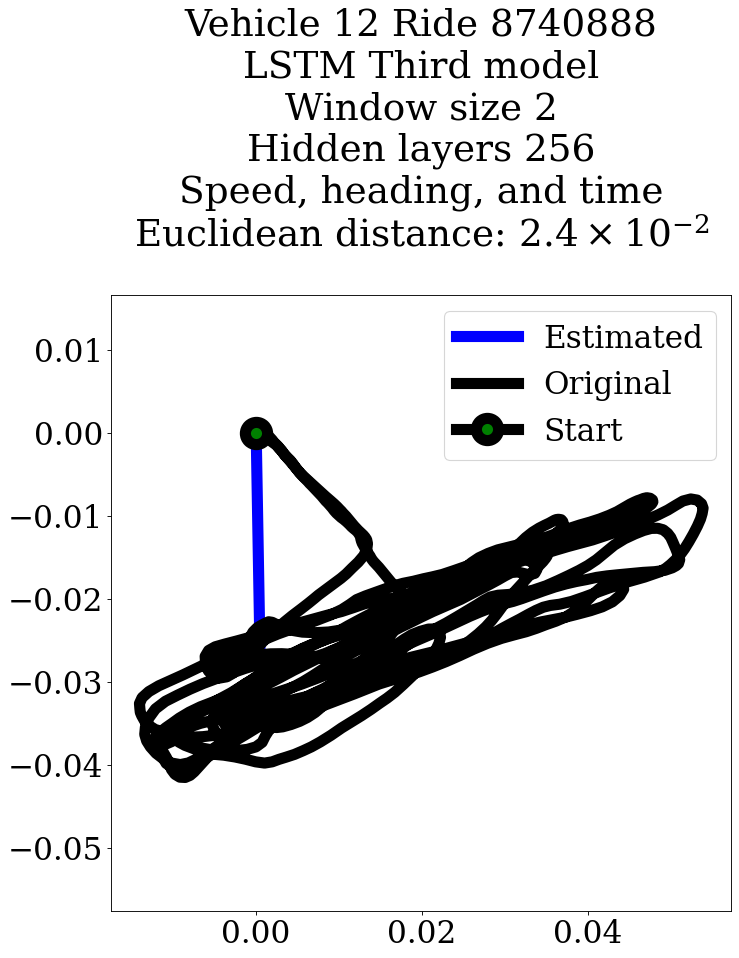 Vehicle 12 Ride 8740888
LSTM Third model
Window size 2
Hidden layers 256
Speed, heading, and time
Euclidean distance: 2.4 × 10⁻²
Estimated
Original
Start
0.01
0.00
−0.01
−0.02
−0.03
−0.04
−0.05
0.00 0.02 0.04